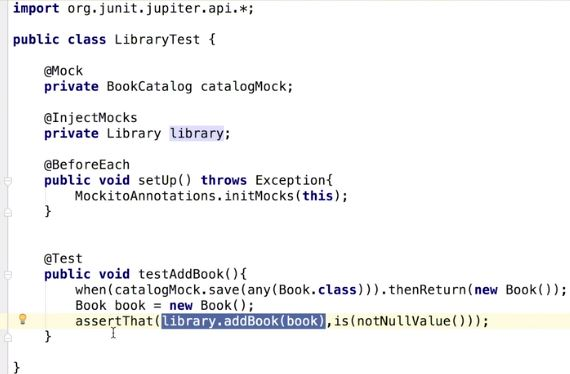 import org.junit.jupiter.api.*;
public class LibraryTest {
@Mock
private BookCatalog catalogMock;
@InjectMocks
private Library library;
@BeforeEach
public void setUp() throws Exception{
MockitoAnnotations.initMocks(this);
}
@Test
public void testAddBook(){
when(catalogMock.save(any(Book.class))).thenReturn(new Book());
Book book = new Book();
assertThat(library.addBook(book),is(notNullValue()));
}
}